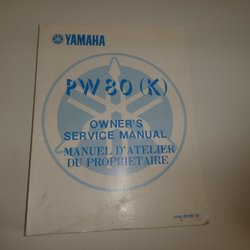 YAMAHA
PW80 (K)
OWNER'S
SERVICE MANUAL
MANUEL D'ATELIER
DU PROPRIETAIRE